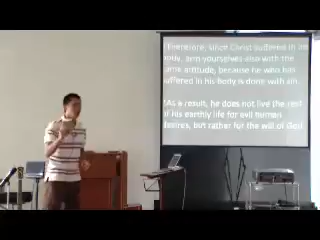 Therefore, since Christ suffered in his
body, arm yourselves also with the
same attitude, because he who has
suffered in his body is done with sin.
As a result, he does not live the rest
of his earthly life for evil human
desires, but rather for the will of God.